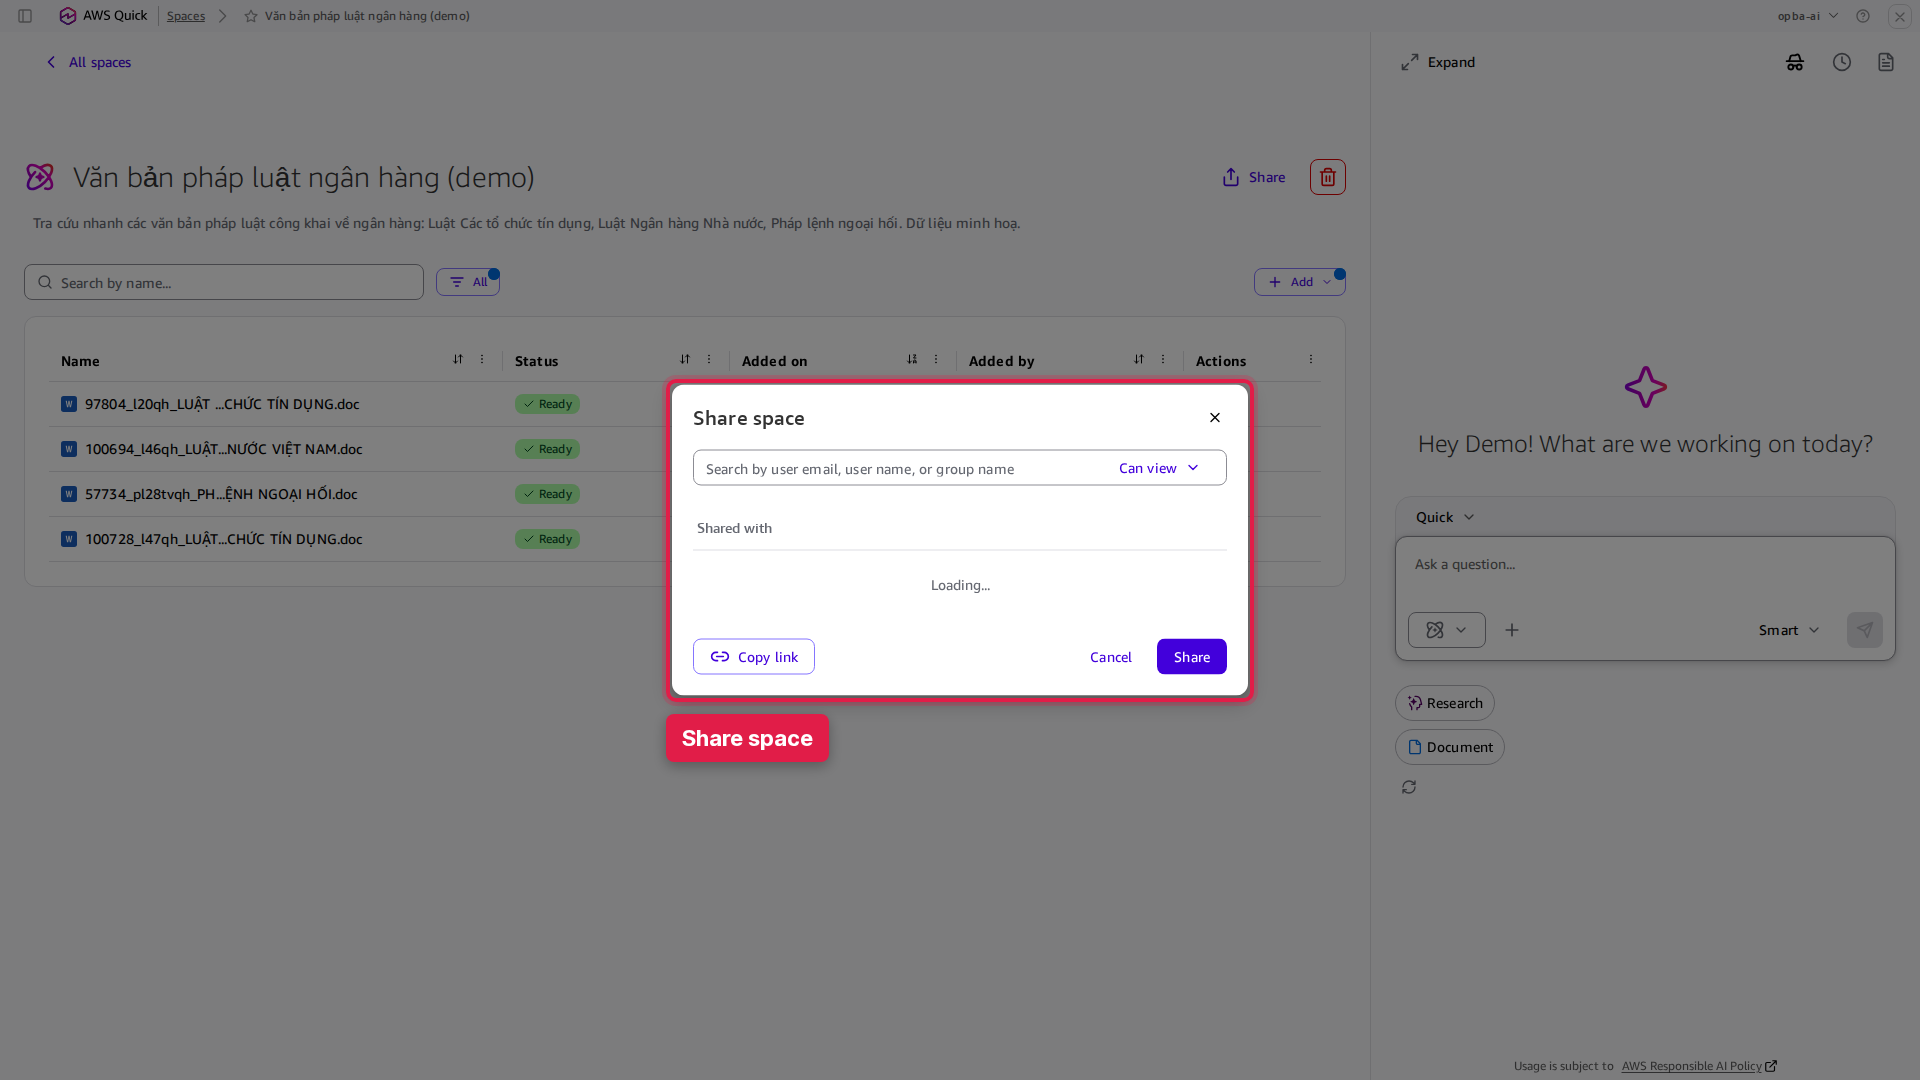 AWS Quick
Spaces
Văn bản pháp luật ngân hàng (demo)
opba-ai
All spaces
Expand
Văn bản pháp luật ngân hàng (demo)
Share
Tra cứu nhanh các văn bản pháp luật công khai về ngân hàng: Luật Các tổ chức tín dụng, Luật Ngân hàng Nhà nước, Pháp lệnh ngoại hối. Dữ liệu minh hoạ.
Search by name...
All
Add
Name
Status
Added on
Added by
Actions
97804_l20qh_LUẬT ...CHỨC TÍN DỤNG.doc
Ready
100694_l46qh_LUẬT...NƯỚC VIỆT NAM.doc
Ready
57734_pl28tvqh_PH...ỆNH NGOẠI HỐI.doc
Ready
100728_l47qh_LUẬT...CHỨC TÍN DỤNG.doc
Ready
Share space
Search by user email, user name, or group name
Can view
Shared with
Loading...
Copy link
Cancel
Share
Share space
Hey Demo! What are we working on today?
Quick
Ask a question...
Smart
Research
Document
Usage is subject to AWS Responsible AI Policy